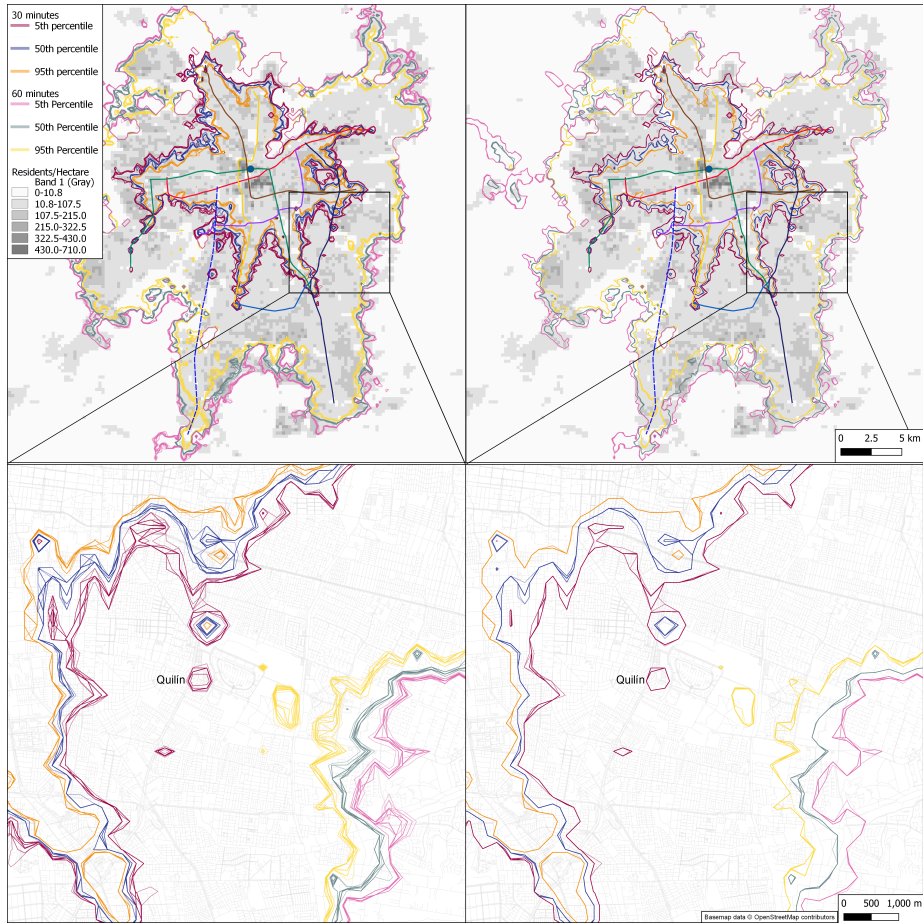 30 minutes
5th percentile
50th percentile
95th percentile
60 minutes
5th Percentile
50th Percentile
95th Percentile
Residents/Hectare
Band 1 (Gray)
0-10.8
10.8-107.5
107.5-215.0
215.0-322.5
322.5-430.0
430.0-710.0
0 2.5 5 km
Quilín
Quilín
0 500 1,000 m
Basemap data © OpenStreetMap contributors